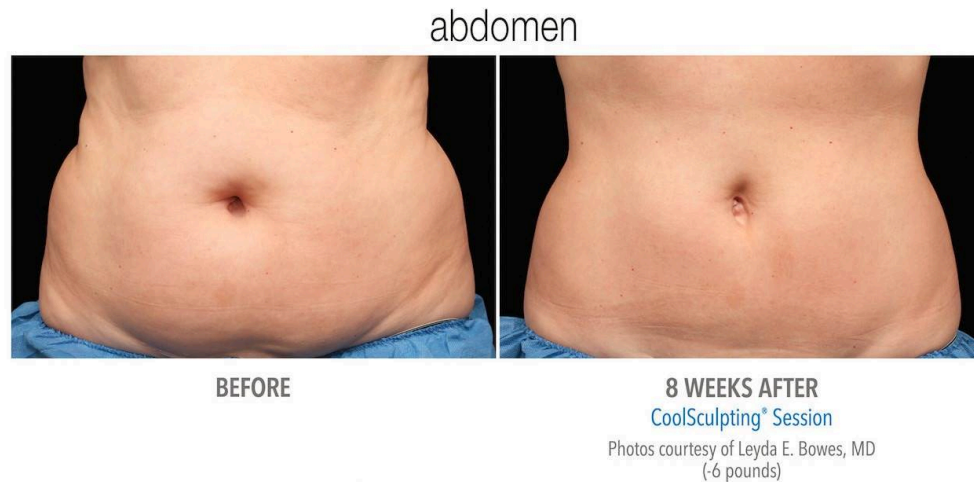 abdomen
BEFORE
8 WEEKS AFTER
CoolSculpting® Session
Photos courtesy of Leyda E. Bowes, MD
(-6 pounds)